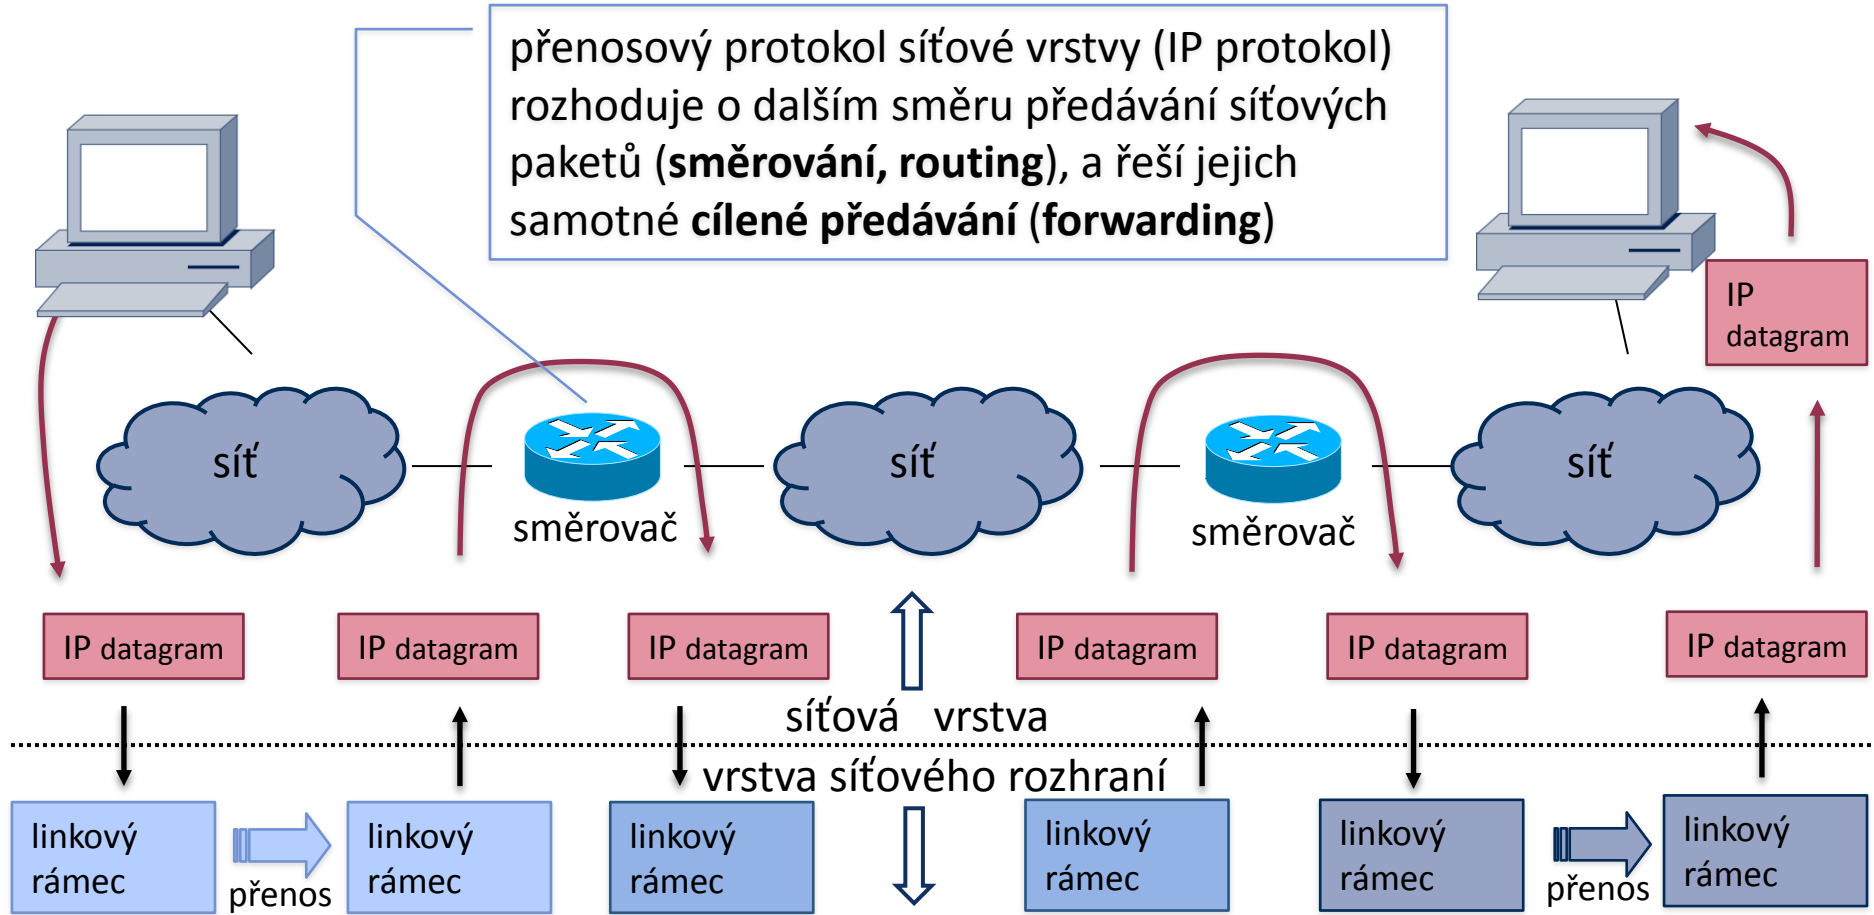 přenosový protokol síťové vrstvy (IP protokol)
rozhoduje o dalším směru předávání síťových
paketů (směrování, routing), a řeší jejich
samotné cílené předávání (forwarding)
IP
datagram
síť
síť
síť
směrovač
směrovač
IP datagram
IP datagram
IP datagram
IP datagram
IP datagram
IP datagram
síťová vrstva
vrstva síťového rozhraní
linkový
rámec
přenos
linkový
rámec
linkový
rámec
linkový
rámec
linkový
rámec
přenos
linkový
rámec